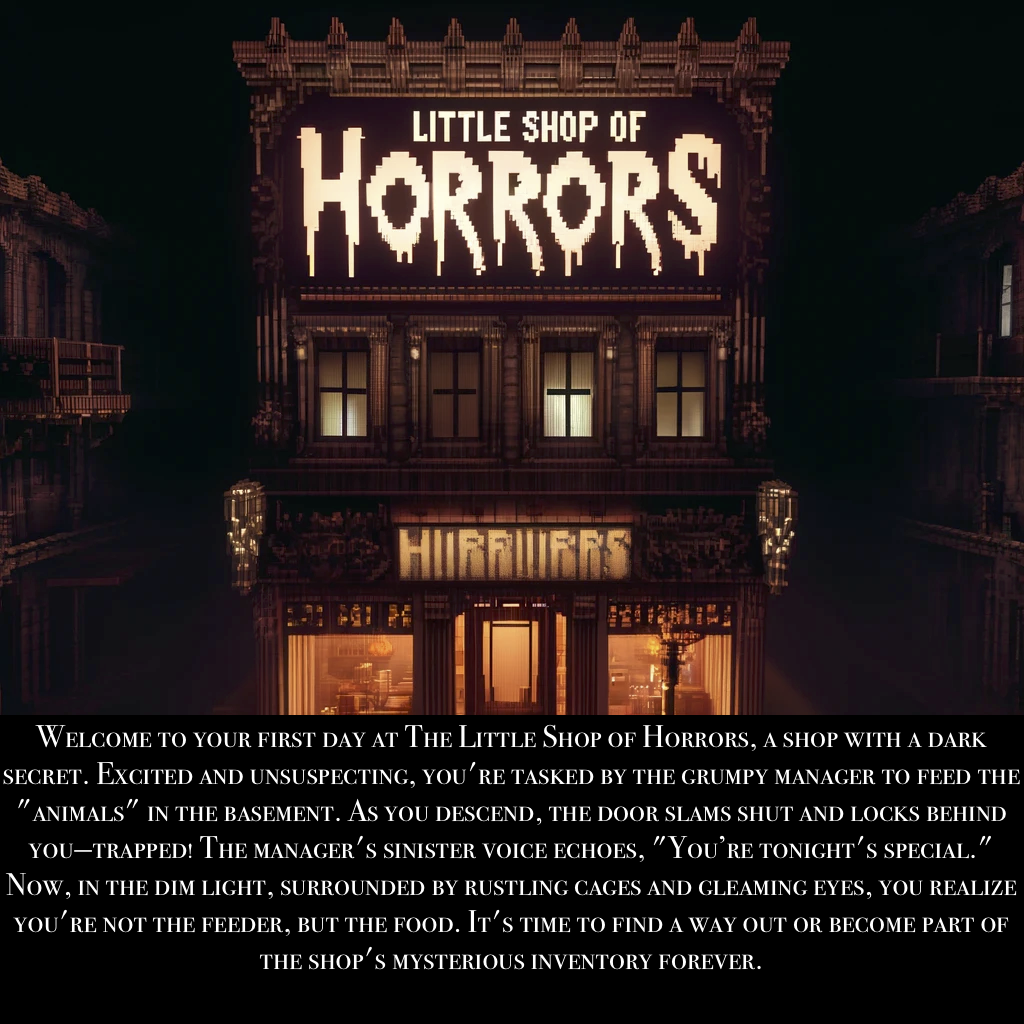 LITTLE SHOP OF
HORRORS
WELCOME TO YOUR FIRST DAY AT THE LITTLE SHOP OF HORRORS, A SHOP WITH A DARK
SECRET. EXCITED AND UNSUSPECTING, YOU'RE TASKED BY THE GRUMPY MANAGER TO FEED THE
"ANIMALS" IN THE BASEMENT. AS YOU DESCEND, THE DOOR SLAMS SHUT AND LOCKS BEHIND
YOU—TRAPPED! THE MANAGER'S SINISTER VOICE ECHOES, "YOU'RE TONIGHT'S SPECIAL."
NOW, IN THE DIM LIGHT, SURROUNDED BY RUSTLING CAGES AND GLEAMING EYES, YOU REALIZE
YOU'RE NOT THE FEEDER, BUT THE FOOD. IT'S TIME TO FIND A WAY OUT OR BECOME PART OF
THE SHOP'S MYSTERIOUS INVENTORY FOREVER.